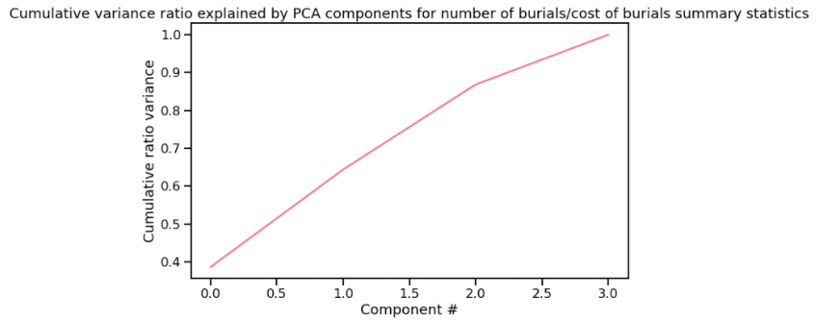 Cumulative variance ratio explained by PCA components for number of burials/cost of burials summary statistics
1.0
0.9
0.8
0.7
0.6
0.5
0.4
Cumulative ratio variance
0.0 0.5 1.0 1.5 2.0 2.5 3.0
Component #